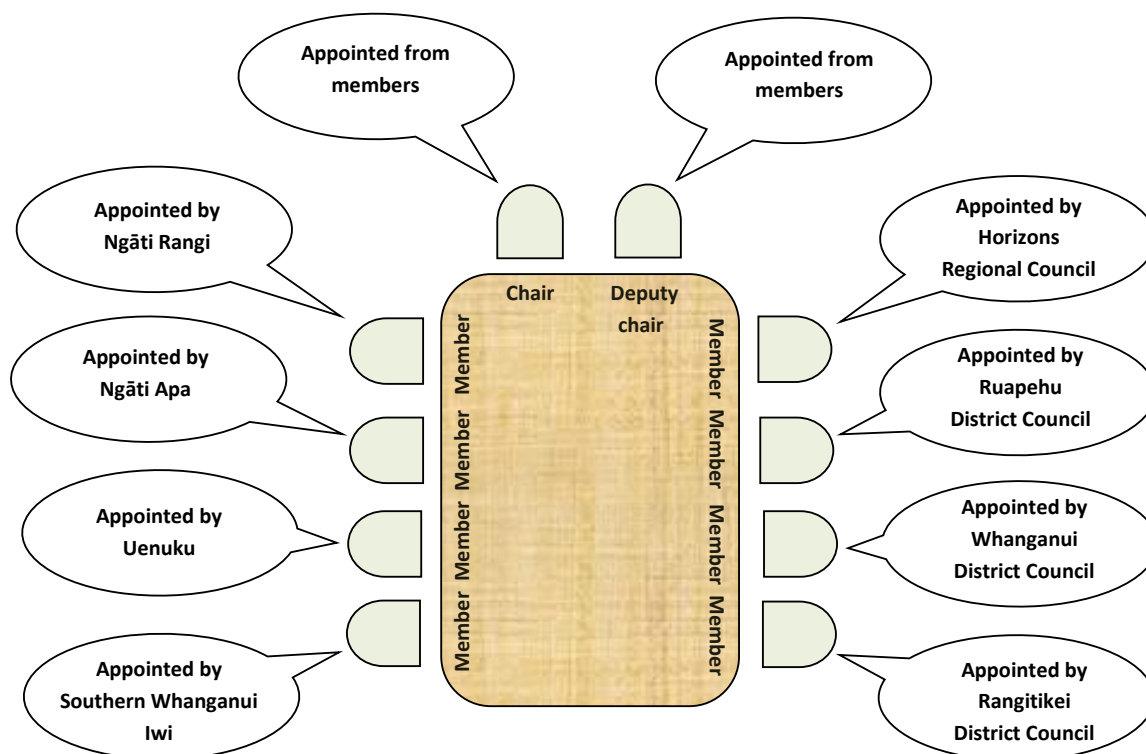 Appointed from
members
Appointed from
members
Appointed by
Ngāti Rangi
Appointed by
Horizons
Regional Council
Chair
Deputy
chair
Member
Member
Appointed by
Ngāti Apa
Appointed by
Ruapehu
District Council
Member
Member
Appointed by
Uenuku
Appointed by
Whanganui
District Council
Member
Member
Appointed by
Southern Whanganui
Iwi
Appointed by
Rangitikei
District Council
Member
Member